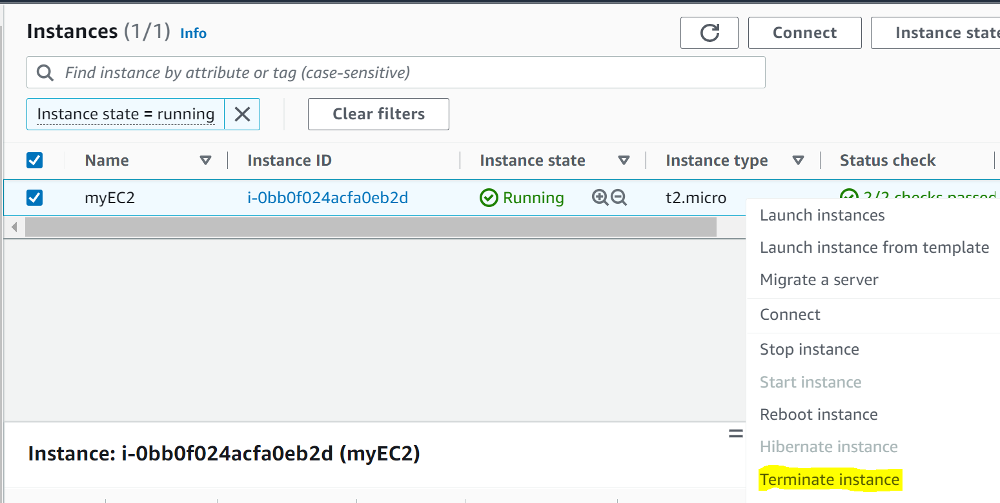 Instances (1/1) Info
Connect
Instance state
Find instance by attribute or tag (case-sensitive)
Instance state = running
Clear filters
Name Instance ID Instance state Instance type Status check
myEC2 i-0bb0f024acfa0eb2d Running t2.micro 2/2 checks passed
Launch instances
Launch instance from template
Migrate a server
Connect
Stop instance
Start instance
Reboot instance
Hibernate instance
Terminate instance
Instance: i-0bb0f024acfa0eb2d (myEC2)